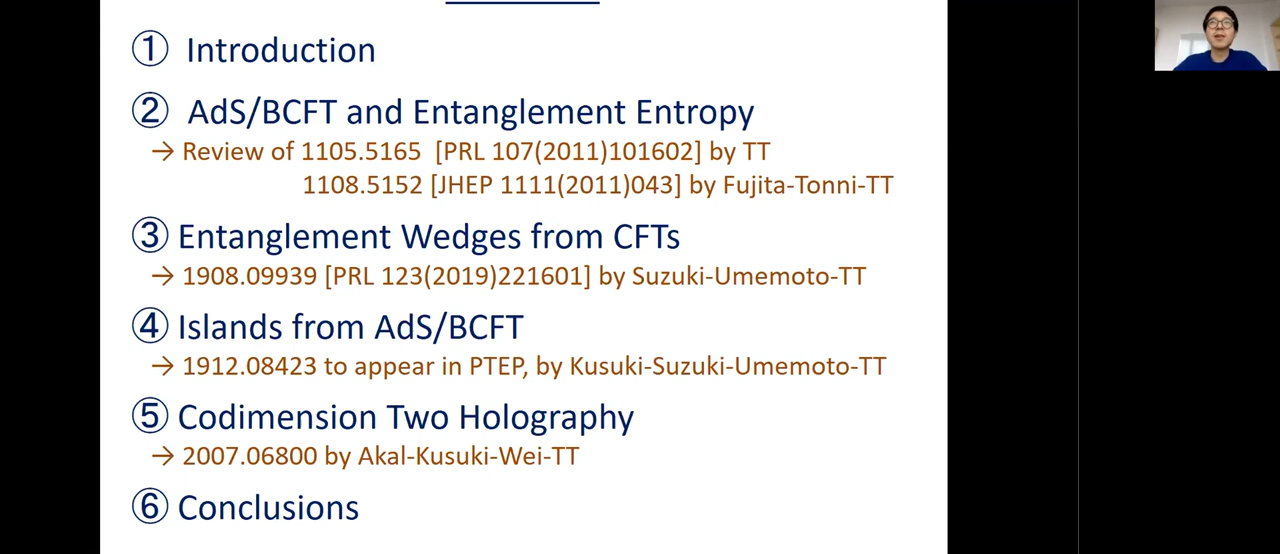 ① Introduction
② AdS/BCFT and Entanglement Entropy
→ Review of 1105.5165 [PRL 107(2011)101602] by TT
1108.5152 [JHEP 1111(2011)043] by Fujita-Tonni-TT
③ Entanglement Wedges from CFTs
→ 1908.09939 [PRL 123(2019)221601] by Suzuki-Umemoto-TT
④ Islands from AdS/BCFT
→ 1912.08423 to appear in PTEP, by Kusuki-Suzuki-Umemoto-TT
⑤ Codimension Two Holography
→ 2007.06800 by Akal-Kusuki-Wei-TT
⑥ Conclusions